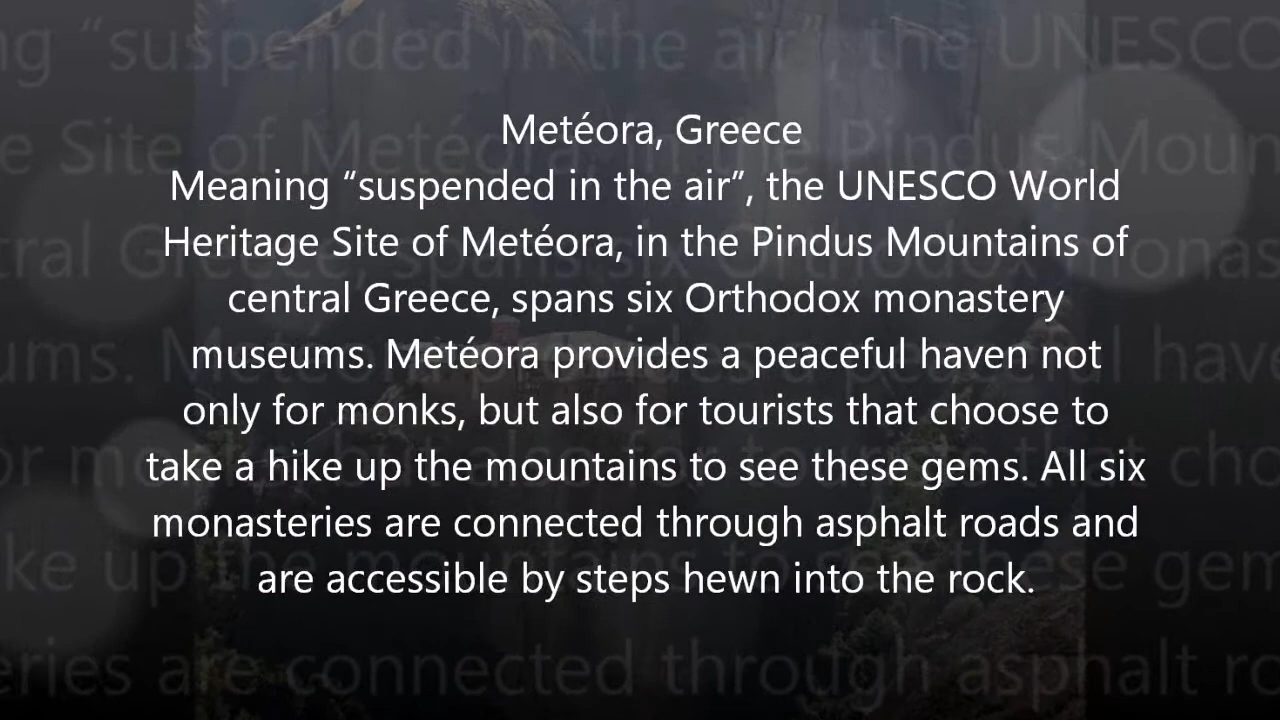 Metéora, Greece
Meaning “suspended in the air”, the UNESCO World
Heritage Site of Metéora, in the Pindus Mountains of
central Greece, spans six Orthodox monastery
museums. Metéora provides a peaceful haven not
only for monks, but also for tourists that choose to
take a hike up the mountains to see these gems. All six
monasteries are connected through asphalt roads and
are accessible by steps hewn into the rock.